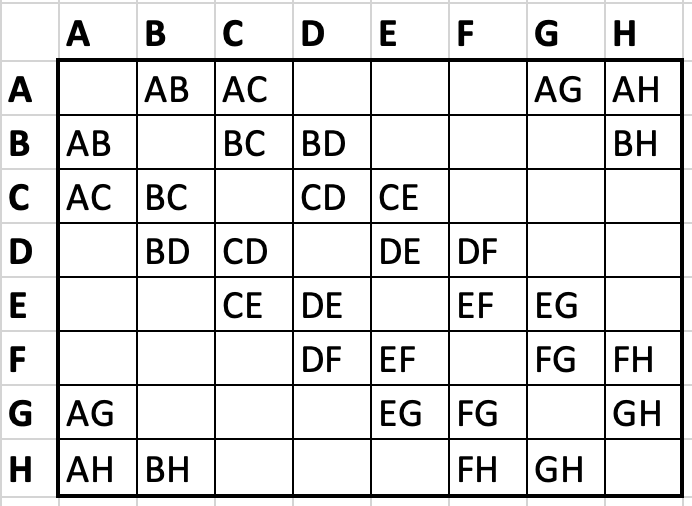 A B C D E F G H
A AB AC AG AH
B AB BC BD BH
C AC BC CD CE
D BD CD DE DF
E CE DE EF EG
F DF EF FG FH
G AG EG FG GH
H AH BH FH GH